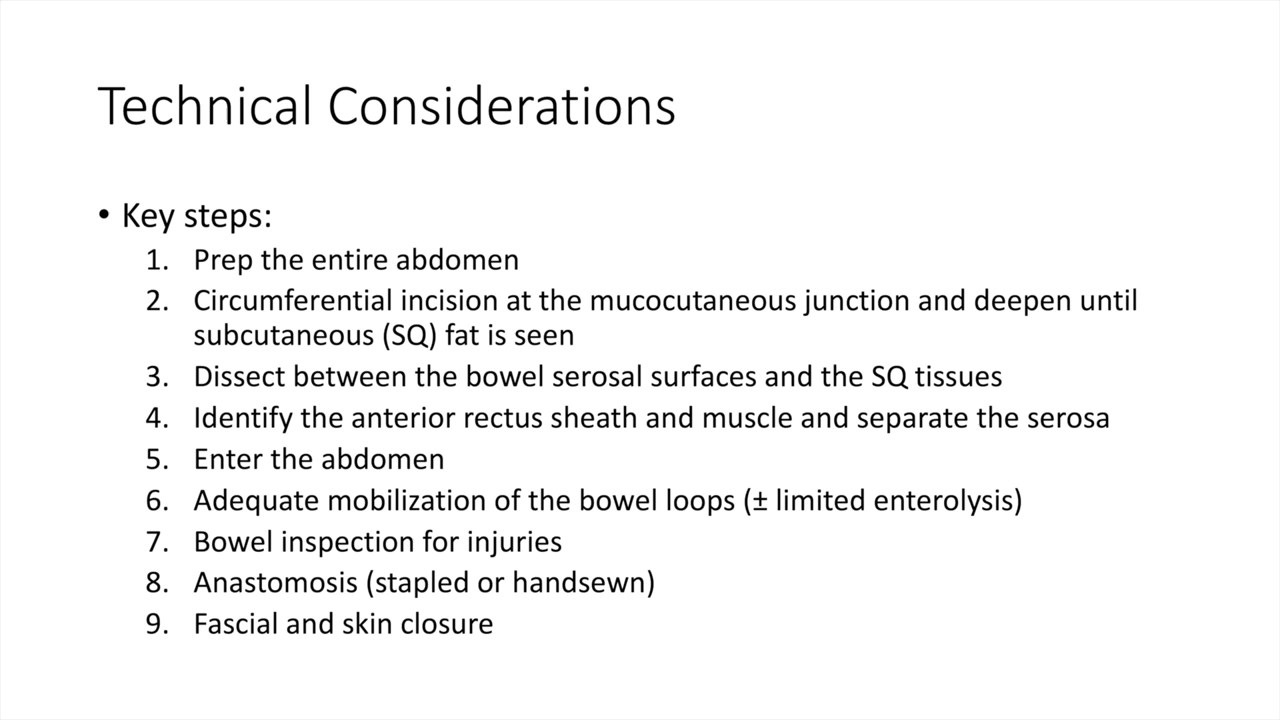 Technical Considerations
• Key steps:
1. Prep the entire abdomen
2. Circumferential incision at the mucocutaneous junction and deepen until
subcutaneous (SQ) fat is seen
3. Dissect between the bowel serosal surfaces and the SQ tissues
4. Identify the anterior rectus sheath and muscle and separate the serosa
5. Enter the abdomen
6. Adequate mobilization of the bowel loops (± limited enterolysis)
7. Bowel inspection for injuries
8. Anastomosis (stapled or handsewn)
9. Fascial and skin closure